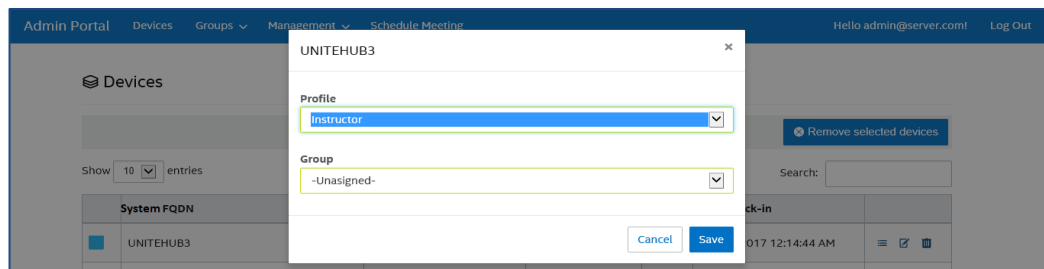 Admin Portal Devices Groups Management Schedule Meeting Hello admin@server.com! Log Out
UNITEHUB3 ×
Devices
Profile
Instructor
Remove selected devices
Group
Show 10 entries
-Unasigned-
Search:
System FQDN ck-in
Cancel Save
UNITEHUB3 017 12:14:44 AM